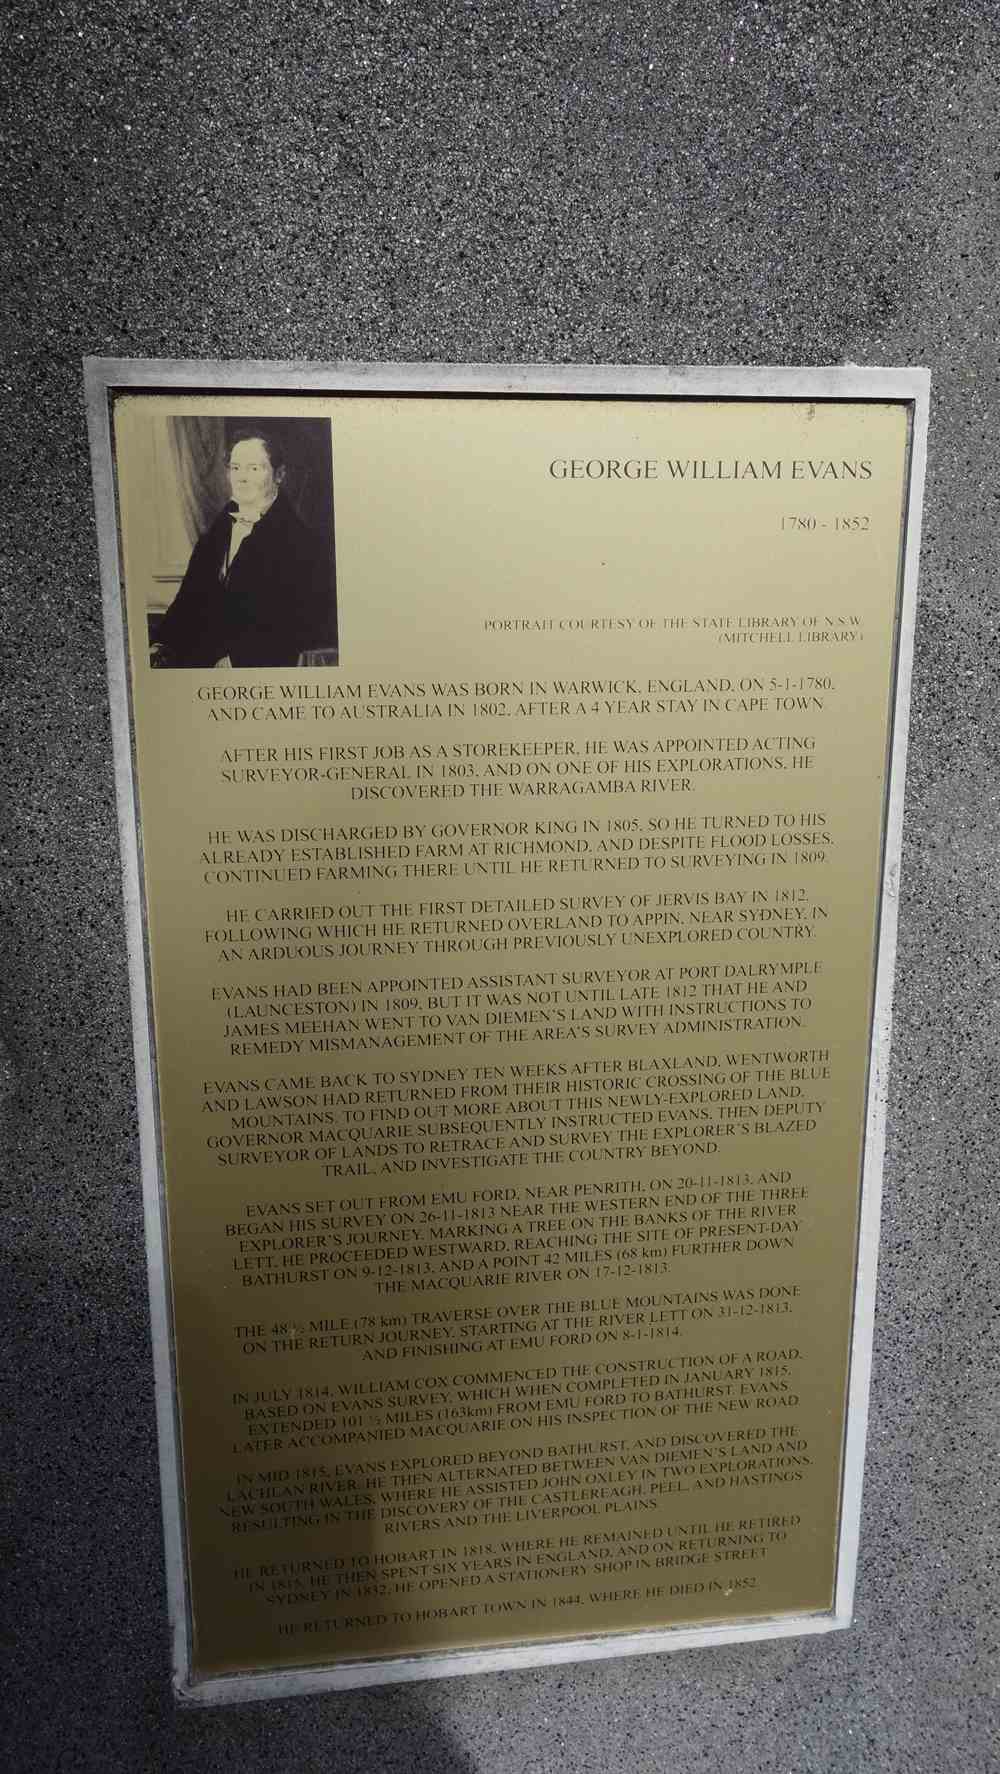 GEORGE WILLIAM EVANS
1780 - 1852
PORTRAIT COURTESY OF THE STATE LIBRARY OF N.S.W.
(MITCHELL LIBRARY)
GEORGE WILLIAM EVANS WAS BORN IN WARWICK, ENGLAND, ON 5-1-1780,
AND CAME TO AUSTRALIA IN 1802, AFTER A 4 YEAR STAY IN CAPE TOWN.
AFTER HIS FIRST JOB AS A STOREKEEPER, HE WAS APPOINTED ACTING
SURVEYOR-GENERAL IN 1803, AND ON ONE OF HIS EXPLORATIONS, HE
DISCOVERED THE WARRAGAMBA RIVER.
HE WAS DISCHARGED BY GOVERNOR KING IN 1805, SO HE TURNED TO HIS
ALREADY ESTABLISHED FARM AT RICHMOND, AND DESPITE FLOOD LOSSES,
CONTINUED FARMING THERE UNTIL HE RETURNED TO SURVEYING IN 1809.
HE CARRIED OUT THE FIRST DETAILED SURVEY OF JERVIS BAY IN 1812,
FOLLOWING WHICH HE RETURNED OVERLAND TO APPIN, NEAR SYDNEY, IN
AN ARDUOUS JOURNEY THROUGH PREVIOUSLY UNEXPLORED COUNTRY.
EVANS HAD BEEN APPOINTED ASSISTANT SURVEYOR AT PORT DALRYMPLE
(LAUNCESTON) IN 1809, BUT IT WAS NOT UNTIL LATE 1812 THAT HE AND
JAMES MEEHAN WENT TO VAN DIEMEN'S LAND WITH INSTRUCTIONS TO
REMEDY MISMANAGEMENT OF THE AREA'S SURVEY ADMINISTRATION.
EVANS CAME BACK TO SYDNEY TEN WEEKS AFTER BLAXLAND, WENTWORTH
AND LAWSON HAD RETURNED FROM THEIR HISTORIC CROSSING OF THE BLUE
MOUNTAINS. TO FIND OUT MORE ABOUT THIS NEWLY-EXPLORED LAND,
GOVERNOR MACQUARIE SUBSEQUENTLY INSTRUCTED EVANS, THEN DEPUTY
SURVEYOR OF LANDS TO RETRACE AND SURVEY THE EXPLORER'S BLAZED
TRAIL, AND INVESTIGATE THE COUNTRY BEYOND.
EVANS SET OUT FROM EMU FORD, NEAR PENRITH, ON 20-11-1813, AND
BEGAN HIS SURVEY ON 26-11-1813 NEAR THE WESTERN END OF THE THREE
EXPLORER'S JOURNEY, MARKING A TREE ON THE BANKS OF THE RIVER
LETT, HE PROCEEDED WESTWARD, REACHING THE SITE OF PRESENT-DAY
BATHURST ON 9-12-1813, AND A POINT 42 MILES (68 km) FURTHER DOWN
THE MACQUARIE RIVER ON 17-12-1813.
THE 48 ½ MILE (78 km) TRAVERSE OVER THE BLUE MOUNTAINS WAS DONE
ON THE RETURN JOURNEY, STARTING AT THE RIVER LETT ON 31-12-1813,
AND FINISHING AT EMU FORD ON 8-1-1814.
IN JULY 1814, WILLIAM COX COMMENCED THE CONSTRUCTION OF A ROAD,
BASED ON EVANS SURVEY, WHICH WHEN COMPLETED IN JANUARY 1815,
EXTENDED 101 ½ MILES (163km) FROM EMU FORD TO BATHURST. EVANS
LATER ACCOMPANIED MACQUARIE ON HIS INSPECTION OF THE NEW ROAD.
IN MID 1815, EVANS EXPLORED BEYOND BATHURST, AND DISCOVERED THE
LACHLAN RIVER. HE THEN ALTERNATED BETWEEN VAN DIEMEN'S LAND AND
NEW SOUTH WALES, WHERE HE ASSISTED JOHN OXLEY IN TWO EXPLORATIONS,
RESULTING IN THE DISCOVERY OF THE CASTLEREAGH, PEEL, AND HASTINGS
RIVERS AND THE LIVERPOOL PLAINS.
HE RETURNED TO HOBART IN 1818, WHERE HE REMAINED UNTIL HE RETIRED
IN HE THEN SPENT SIX YEARS IN ENGLAND, AND ON RETURNING TO
SYDNEY IN 1832, HE OPENED A STATIONERY SHOP IN BRIDGE STREET
HE RETURNED TO HOBART TOWN IN 1844, WHERE HE DIED IN 1852.